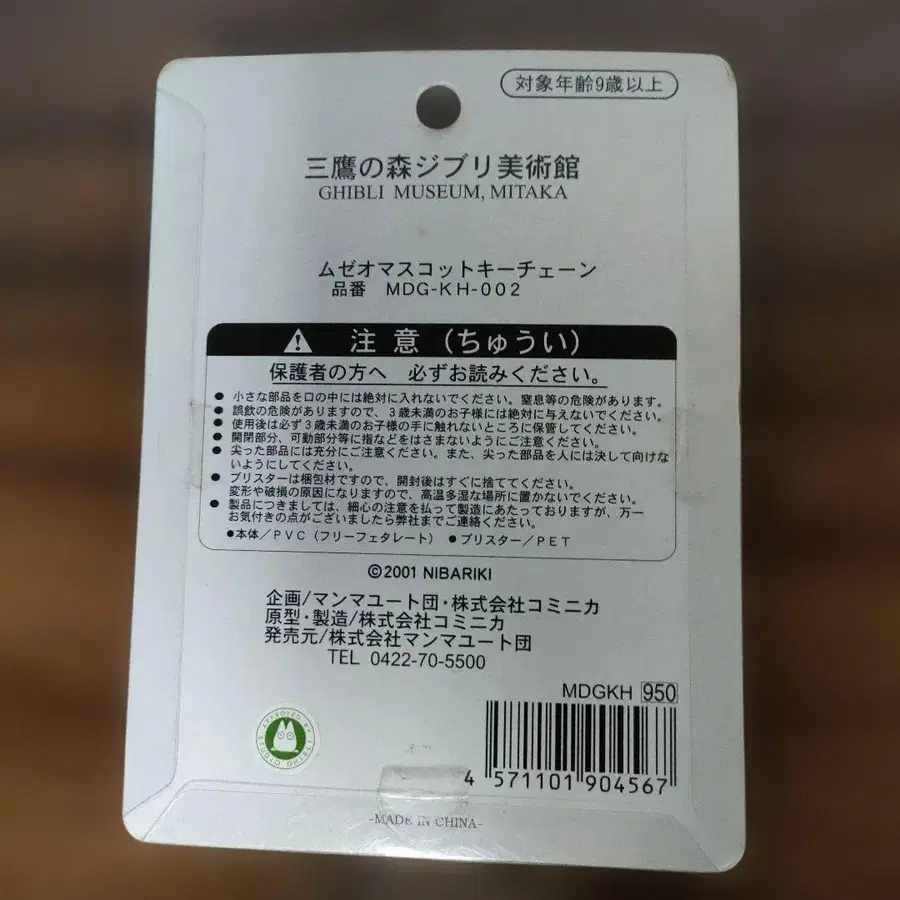 対象年齢9歳以上
三鷹の森ジブリ美術館
GHIBLI MUSEUM, MITAKA
ムゼオマスコットキーチェーン
品番 MDG-KH-002
注意（ちゅうい）
保護者の方へ 必ずお読みください。
● 小さな部品を口の中には絶対に入れないでください。窒息等の危険があります。
● 誤飲の危険がありますので、3歳未満のお子様には絶対に与えないでください。
● 使用後は必ず3歳未満のお子様の手に触れないところに保管してください。
● 開閉部分、可動部分等に指などをはさまないようにご注意ください。
● 尖った部品には充分にご注意ください。また、尖った部品を人には決して向けな
いようにしてください。
● ブリスターは梱包材ですので、開封後はすぐに捨ててください。
変形や破損の原因になりますので、高温多湿な場所に置かないでください。
● 製品につきましては、細心の注意を払って製造にあたっておりますが、万一
お気付きの点がございましたら弊社までご連絡ください。
●本体／PVC（フリーフェタレート） ●ブリスター／PET
©2001 NIBARIKI
企画/マンマユート団・株式会社コミニカ
原型・製造/株式会社コミニカ
発売元/株式会社マンマユート団
TEL 0422-70-5500
MDGKH 950
4 571101 904567
APPROVED BY STUDIO GHIBLI
-MADE IN CHINA-